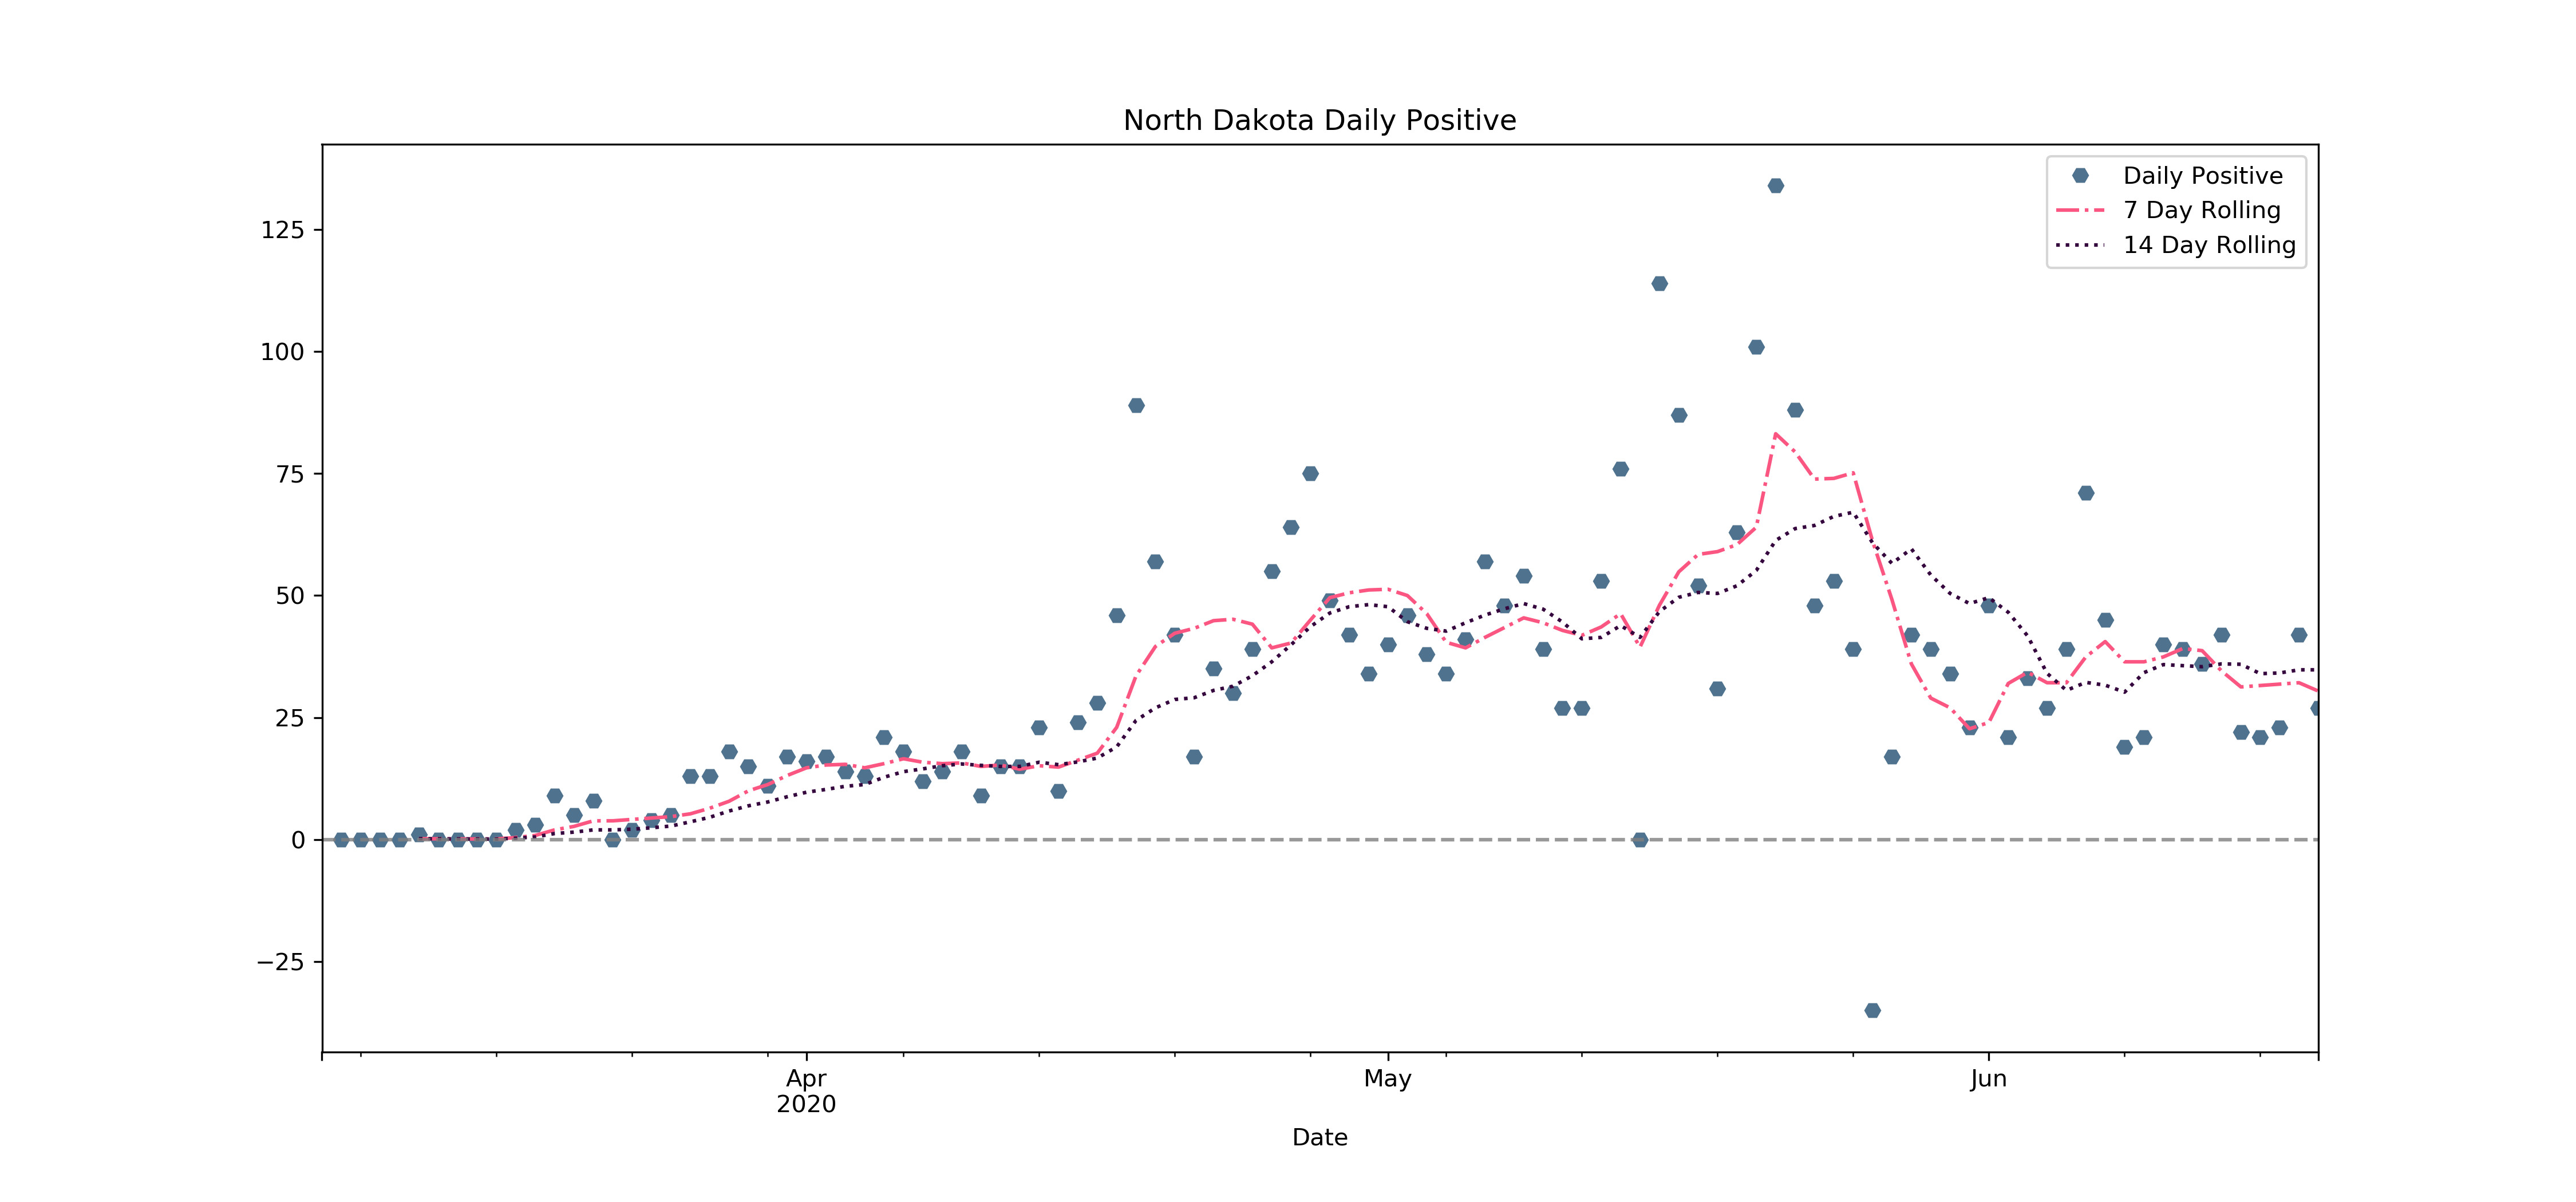 North Dakota Daily Positive
Daily Positive
7 Day Rolling
14 Day Rolling
125
100
75
50
25
0
−25
Apr
2020
May
Jun
Date